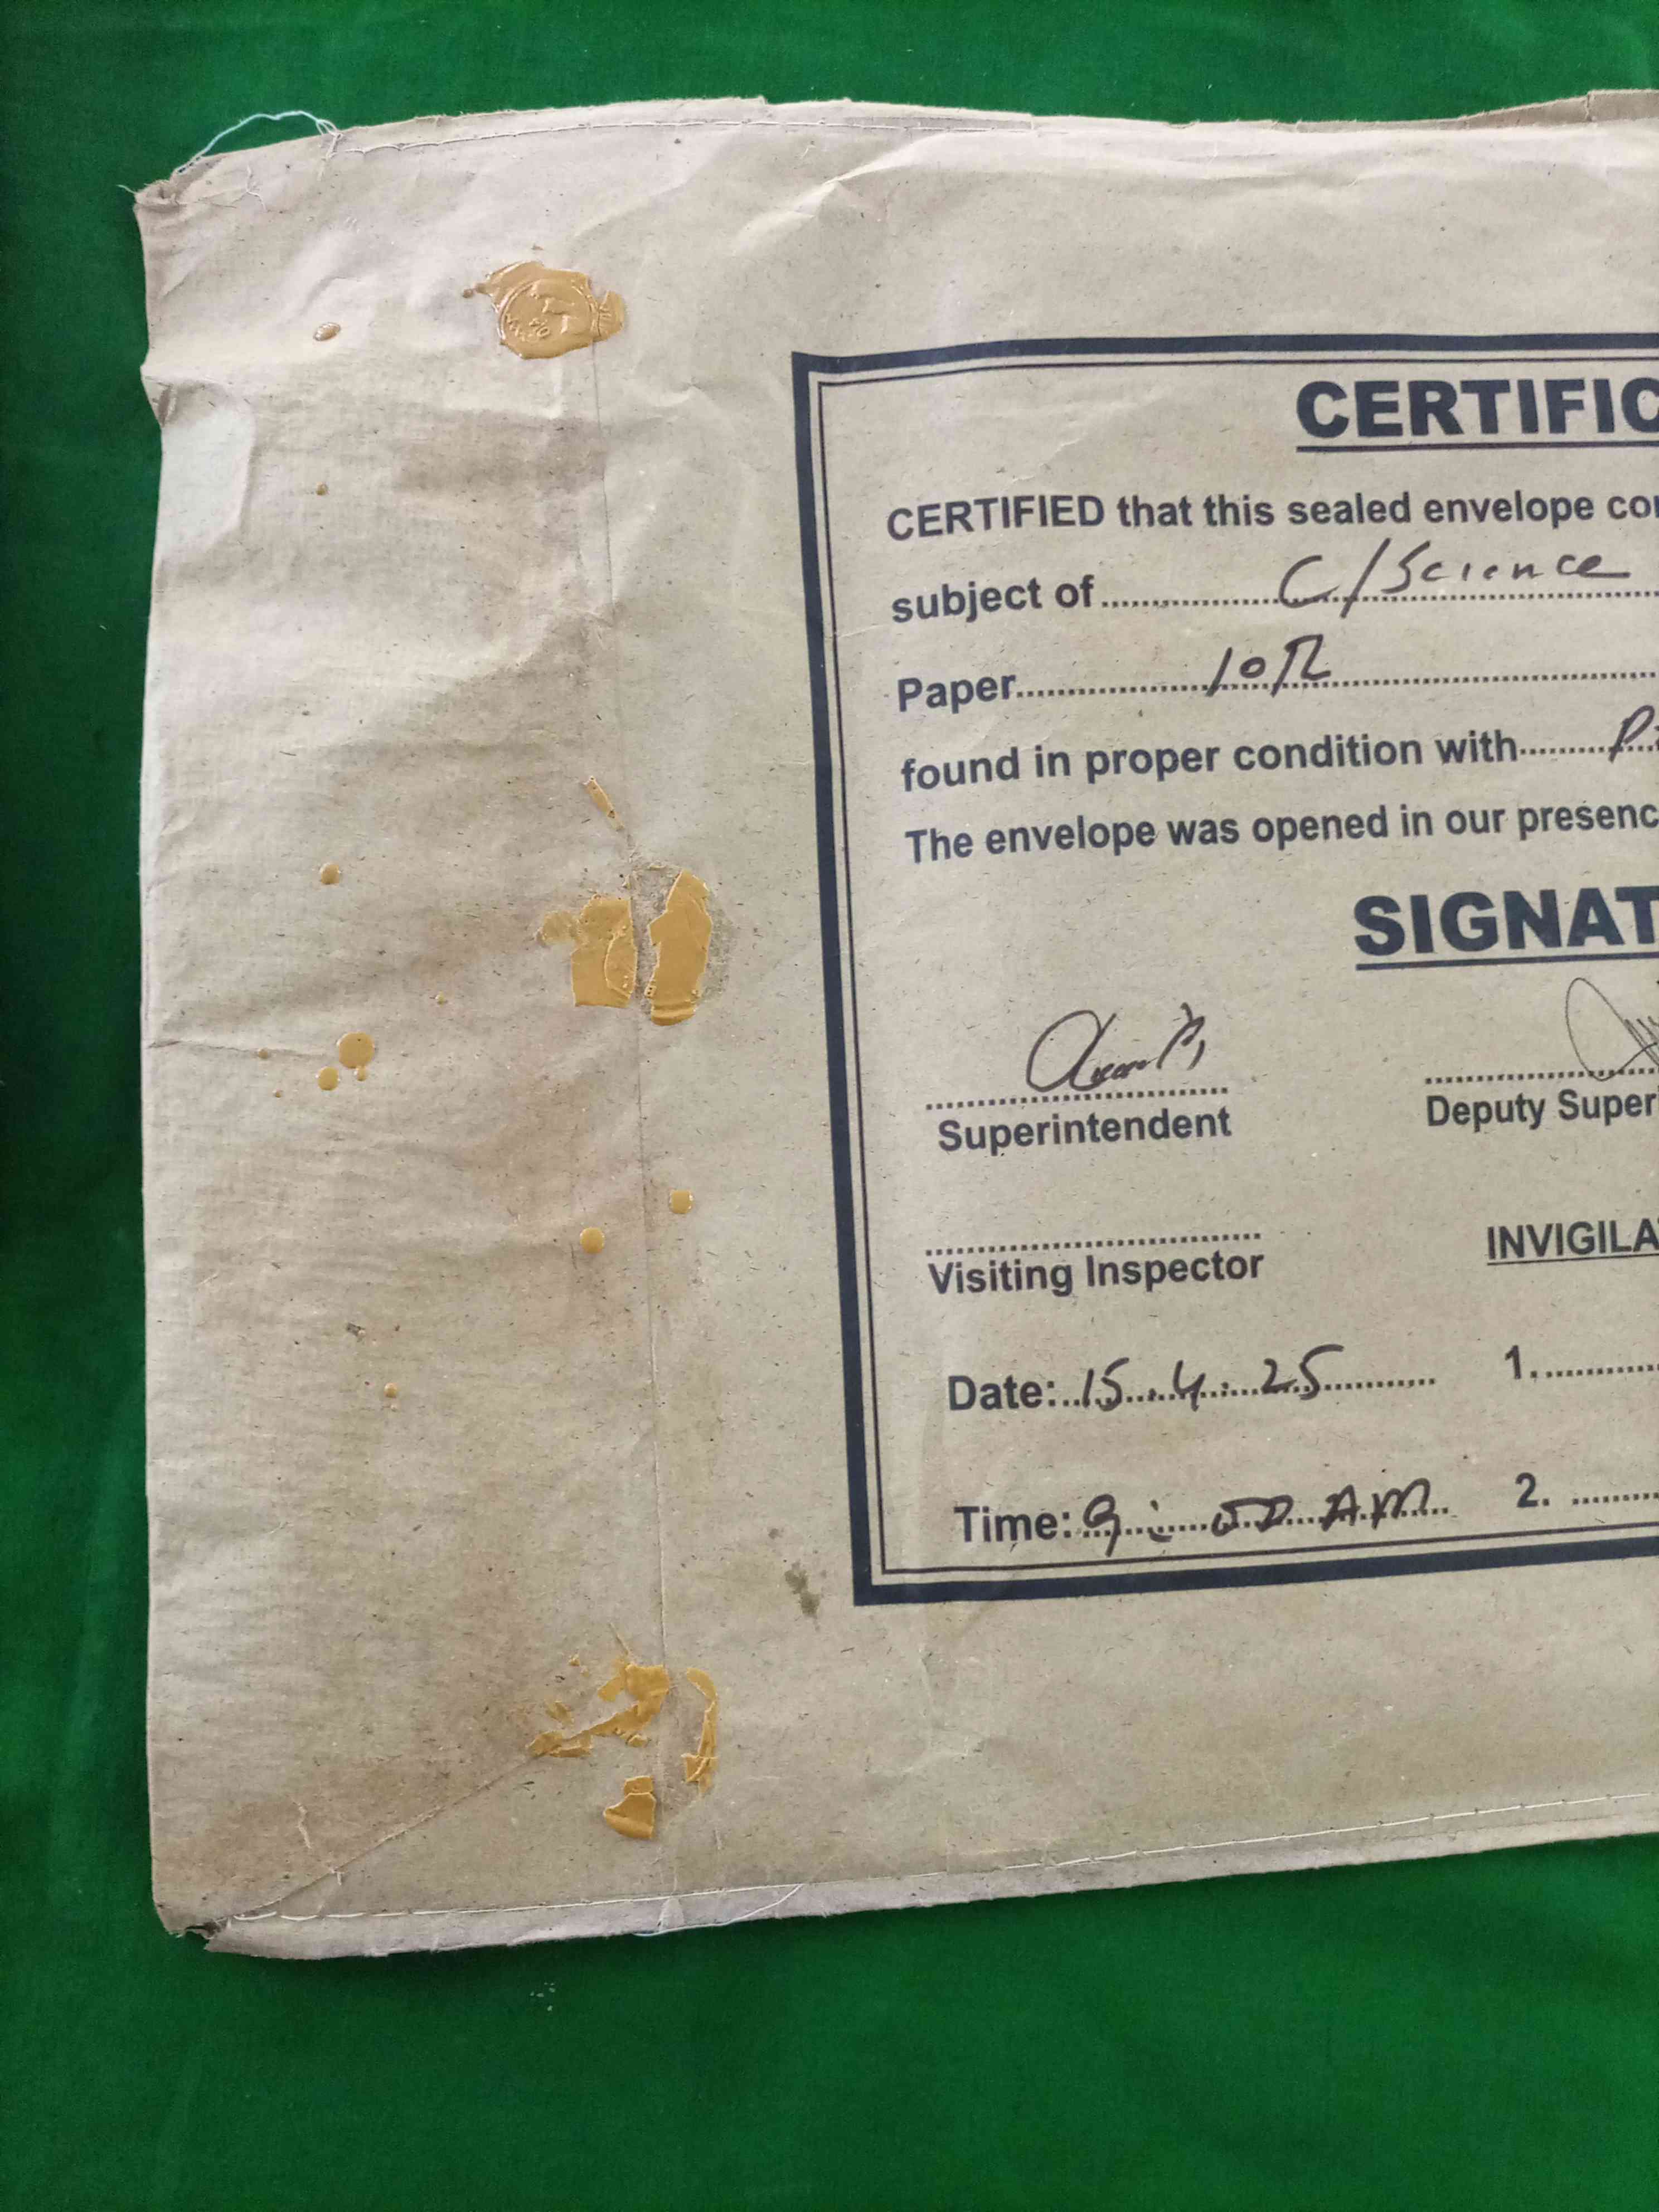 CERTIFIC
CERTIFIED that this sealed envelope co
subject of C/Science
Paper 10th
found in proper condition with
The envelope was opened in our presenc
SIGNAT
Superintendent Deputy Super
Visiting Inspector INVIGILA
Date: 15.4.25 1.
Time: 9:00 AM 2.